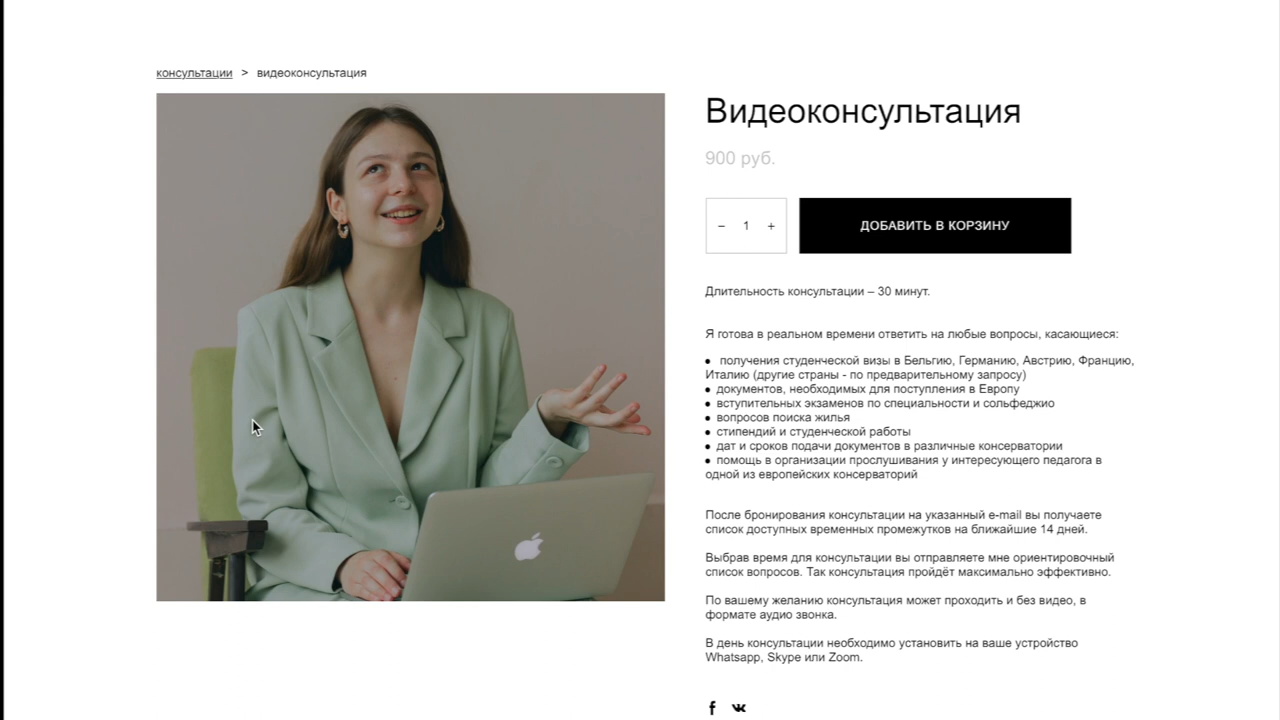 консультации > видеоконсультация
Видеоконсультация
900 руб.
− 1 +
ДОБАВИТЬ В КОРЗИНУ
Длительность консультации – 30 минут.
Я готова в реальном времени ответить на любые вопросы, касающиеся:
● получения студенческой визы в Бельгию, Германию, Австрию, Францию,
Италию (другие страны - по предварительному запросу)
● документов, необходимых для поступления в Европу
● вступительных экзаменов по специальности и сольфеджио
● вопросов поиска жилья
● стипендий и студенческой работы
● дат и сроков подачи документов в различные консерватории
● помощь в организации прослушивания у интересующего педагога в
одной из европейских консерваторий
После бронирования консультации на указанный e-mail вы получаете
список доступных временных промежутков на ближайшие 14 дней.
Выбрав время для консультации вы отправляете мне ориентировочный
список вопросов. Так консультация пройдёт максимально эффективно.
По вашему желанию консультация может проходить и без видео, в
формате аудио звонка.
В день консультации необходимо установить на ваше устройство
Whatsapp, Skype или Zoom.